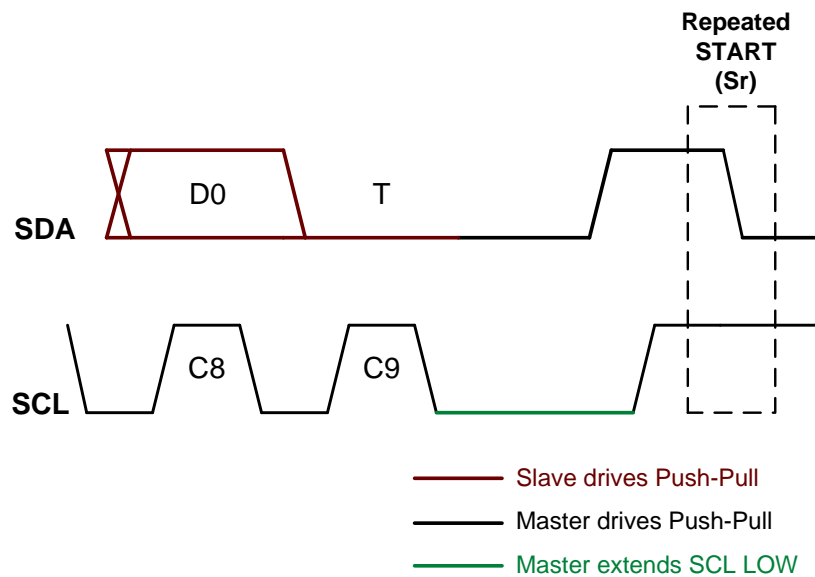 Repeated
START
(Sr)
D0
T
SDA
C8
C9
SCL
Slave drives Push-Pull
Master drives Push-Pull
Master extends SCL LOW